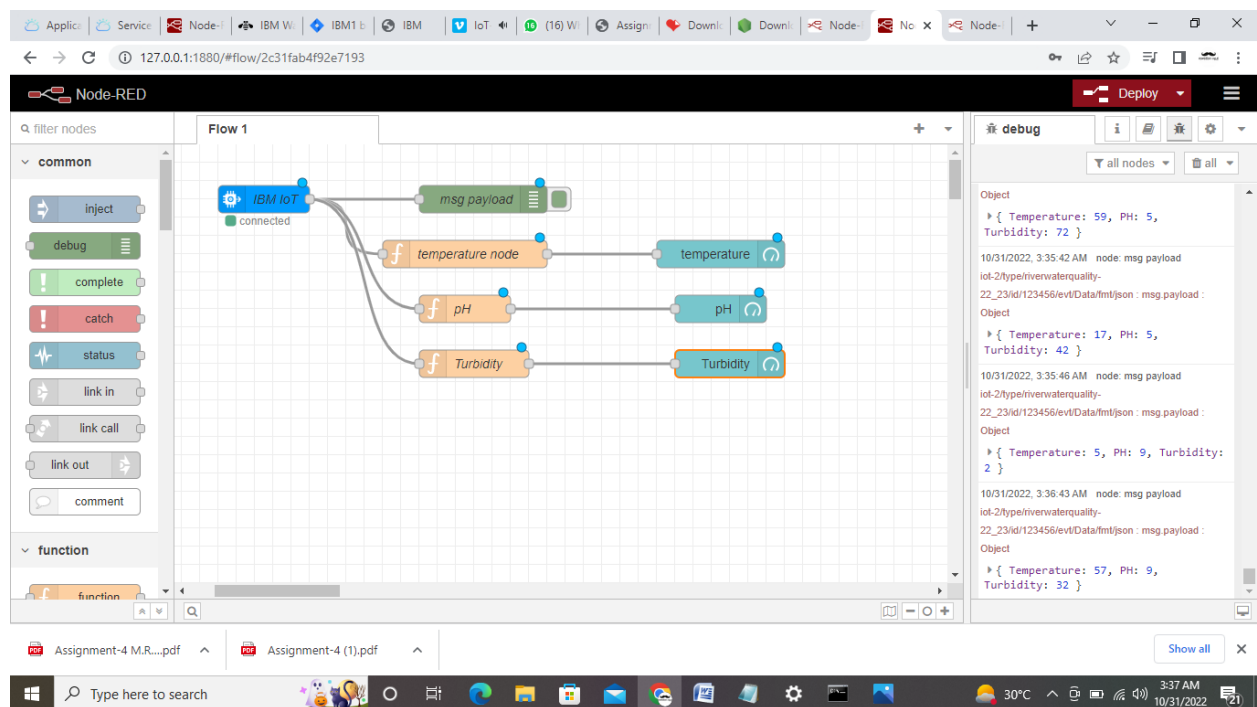 Applica
Service
Node-
IBM Wa
IBM1 b
IBM
IoT
(16) W
Assign
Downlo
Downlo
Node-
No
Node-
127.0.0.1:1880/#flow/2c31fab4f92e7193
Node-RED
Deploy
filter nodes
Flow 1
debug
i
common
all nodes
all
inject
debug
complete
catch
status
link in
link call
link out
comment
function
function
IBM IoT
connected
msg payload
temperature node
temperature
pH
pH
Turbidity
Turbidity
Object
{ Temperature: 59, PH: 5,
Turbidity: 72 }
10/31/2022, 3:35:42 AM node: msg payload
iot-2/type/riverwaterquality-
22_23/id/123456/evt/Data/fmt/json : msg.payload :
Object
{ Temperature: 17, PH: 5,
Turbidity: 42 }
10/31/2022, 3:35:46 AM node: msg payload
iot-2/type/riverwaterquality-
22_23/id/123456/evt/Data/fmt/json : msg.payload :
Object
{ Temperature: 5, PH: 9, Turbidity:
2 }
10/31/2022, 3:36:43 AM node: msg payload
iot-2/type/riverwaterquality-
22_23/id/123456/evt/Data/fmt/json : msg.payload :
Object
{ Temperature: 57, PH: 9,
Turbidity: 32 }
Assignment-4 M.R....pdf
Assignment-4 (1).pdf
Show all
Type here to search
30°C
3:37 AM
10/31/2022
21